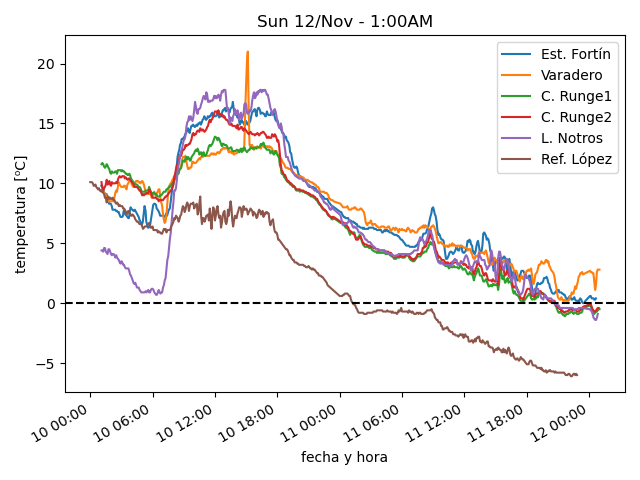 Sun 12/Nov - 1:00AM
Est. Fortín
Varadero
C. Runge1
C. Runge2
L. Notros
Ref. López
temperatura [ºC]
20
15
10
5
0
−5
10 00:00
10 06:00
10 12:00
10 18:00
11 00:00
11 06:00
11 12:00
11 18:00
12 00:00
fecha y hora